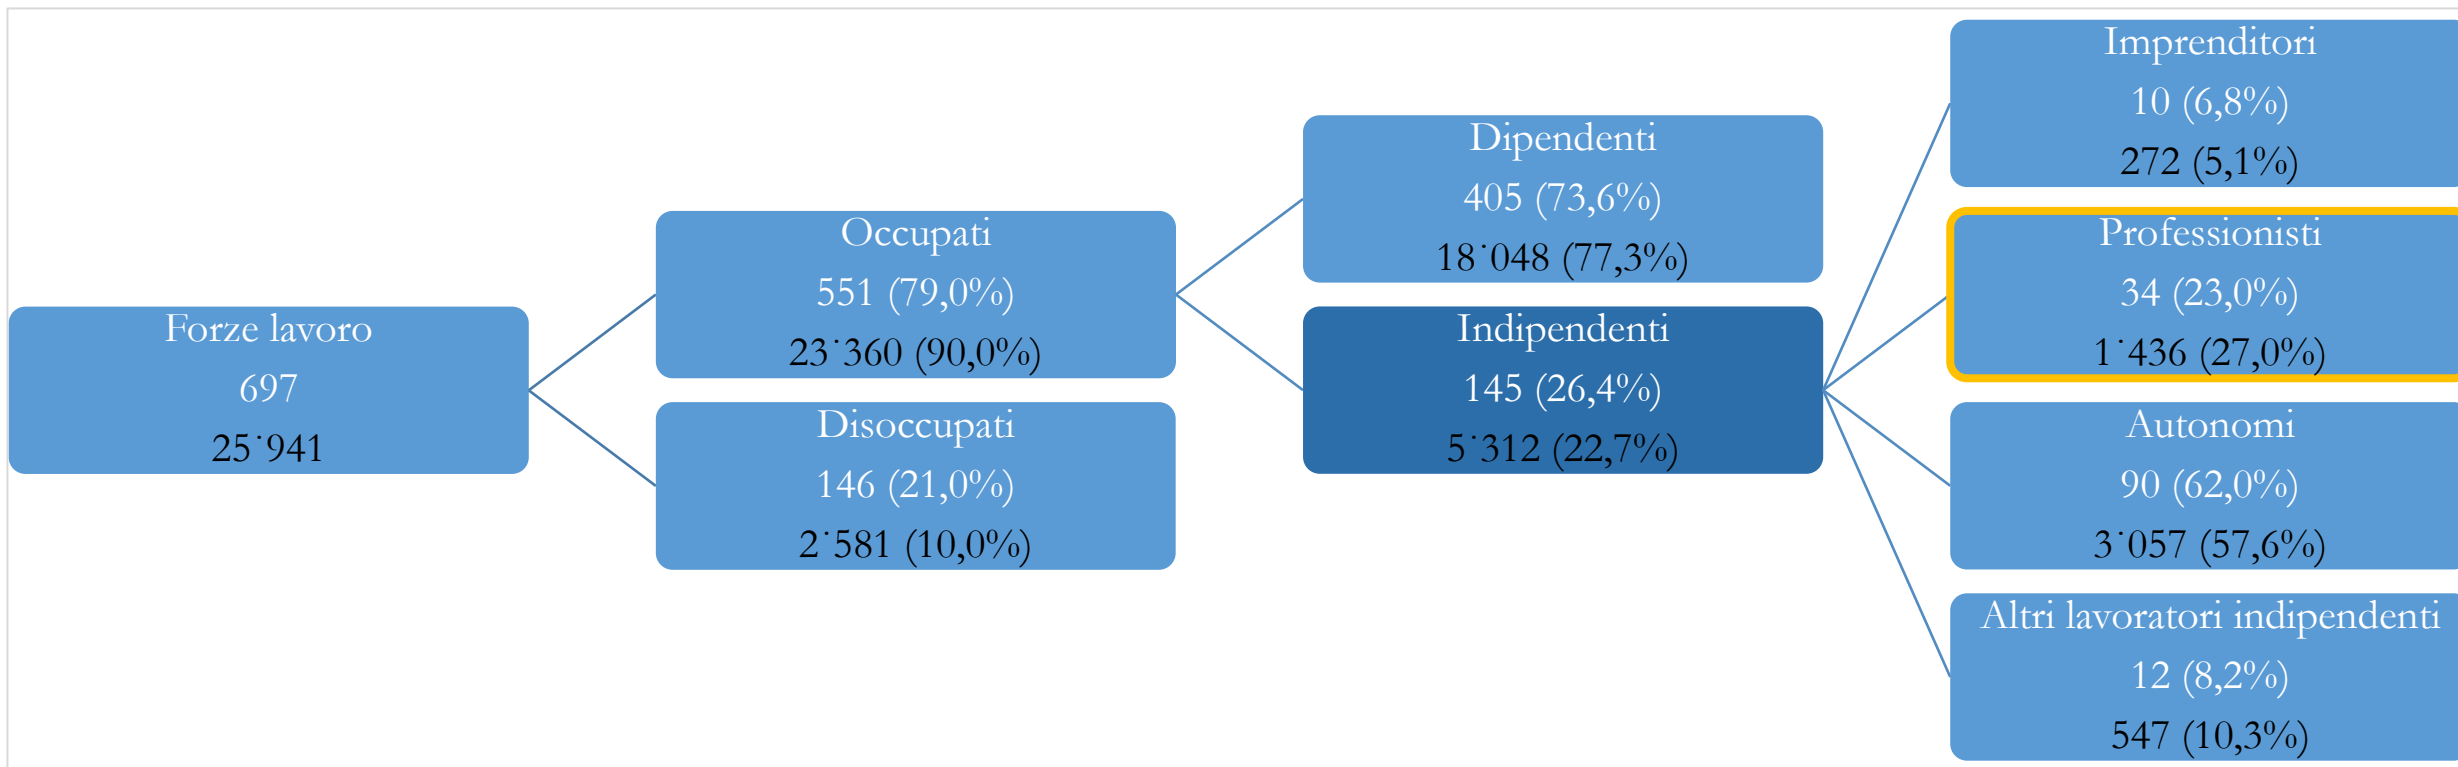 Forze lavoro
697
25˙941
Occupati
551 (79,0%)
23˙360 (90,0%)
Disoccupati
146 (21,0%)
2˙581 (10,0%)
Dipendenti
405 (73,6%)
18˙048 (77,3%)
Indipendenti
145 (26,4%)
5˙312 (22,7%)
Imprenditori
10 (6,8%)
272 (5,1%)
Professionisti
34 (23,0%)
1˙436 (27,0%)
Autonomi
90 (62,0%)
3˙057 (57,6%)
Altri lavoratori indipendenti
12 (8,2%)
547 (10,3%)